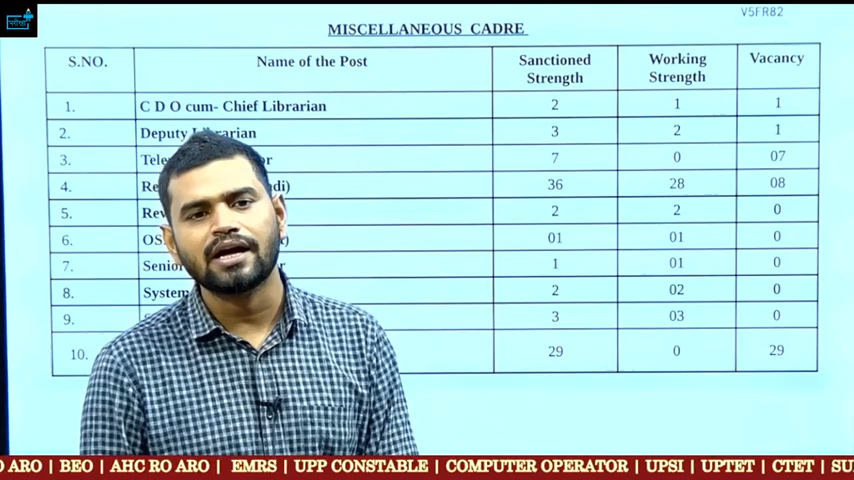 परीक्षा
V5FR82
MISCELLANEOUS CADRE
S.NO. Name of the Post Sanctioned Strength Working Strength Vacancy
1. C D O cum- Chief Librarian 2 1 1
2. Deputy 3 2 1
3. 7 0 07
4. 36 28 08
5. 2 2 0
6. 01 01 0
7. Senior 1 01 0
8. System 2 02 0
9. 3 03 0
10. 29 0 29
ARO | BEO | AHC RO ARO | EMRS | UPP CONSTABLE | COMPUTER OPERATOR | UPSI | UPTET | CTET |